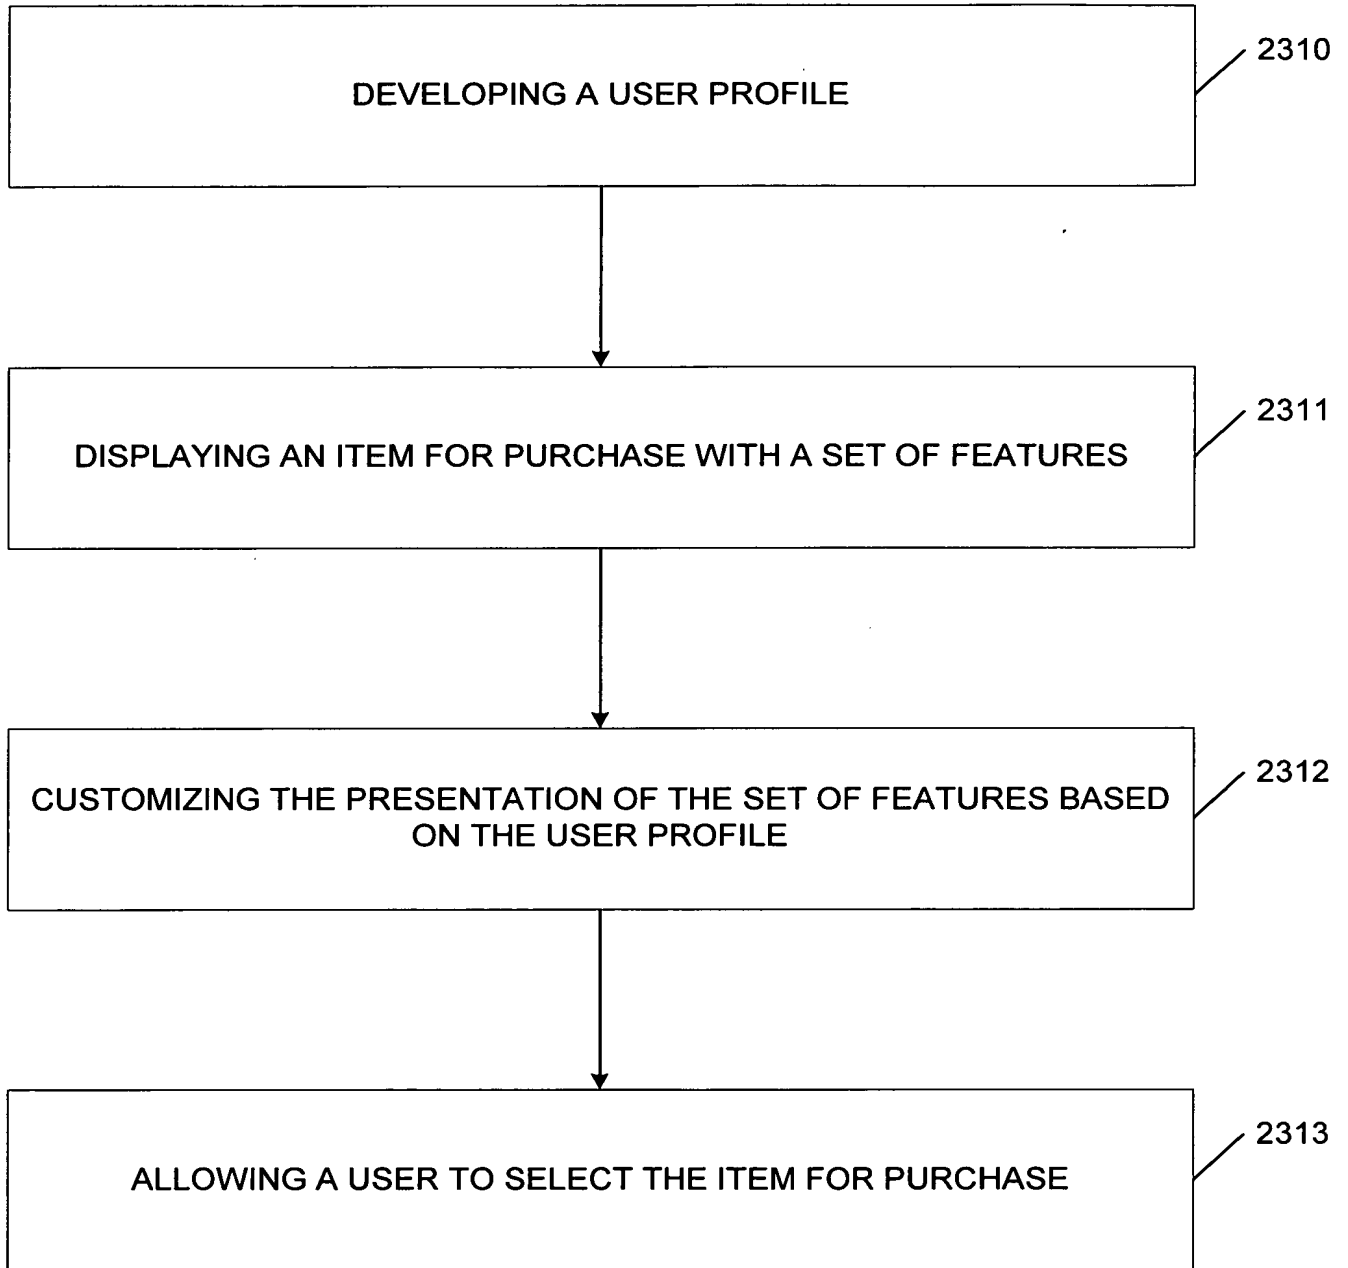 DEVELOPING A USER PROFILE
2310
DISPLAYING AN ITEM FOR PURCHASE WITH A SET OF FEATURES
2311
CUSTOMIZING THE PRESENTATION OF THE SET OF FEATURES BASED
ON THE USER PROFILE
2312
ALLOWING A USER TO SELECT THE ITEM FOR PURCHASE
2313